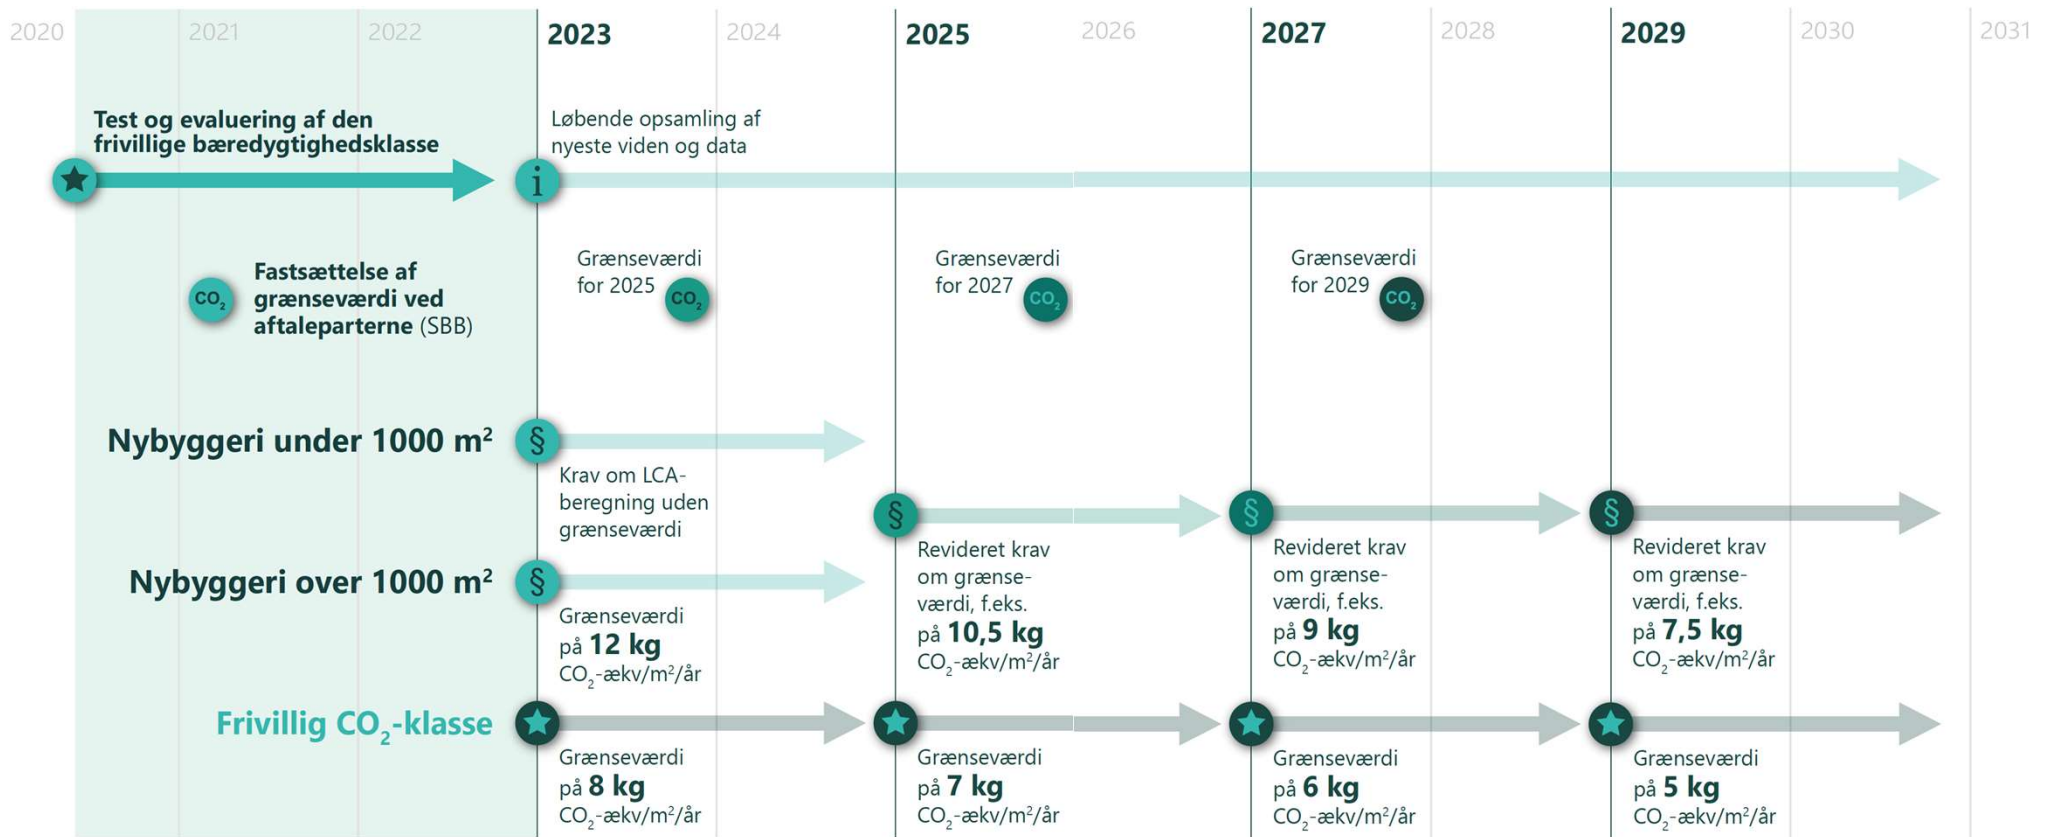 2020 2021 2022 2023 2024 2025 2026 2027 2028 2029 2030 2031
Test og evaluering af den
frivillige bæredygtighedsklasse
Løbende opsamling af
nyeste viden og data
i
CO₂
Fastsættelse af
grænseværdi ved
aftaleparterne (SBB)
Grænseværdi
for 2025
CO₂
Grænseværdi
for 2027
CO₂
Grænseværdi
for 2029
CO₂
Nybyggeri under 1000 m²
§
Krav om LCA-
beregning uden
grænseværdi
Nybyggeri over 1000 m²
§
Grænseværdi
på 12 kg
CO₂-ækv/m²/år
§
Revideret krav
om grænse-
værdi, f.eks.
på 10,5 kg
CO₂-ækv/m²/år
§
Revideret krav
om grænse-
værdi, f.eks.
på 9 kg
CO₂-ækv/m²/år
§
Revideret krav
om grænse-
værdi, f.eks.
på 7,5 kg
CO₂-ækv/m²/år
Frivillig CO₂-klasse
Grænseværdi
på 8 kg
CO₂-ækv/m²/år
Grænseværdi
på 7 kg
CO₂-ækv/m²/år
Grænseværdi
på 6 kg
CO₂-ækv/m²/år
Grænseværdi
på 5 kg
CO₂-ækv/m²/år